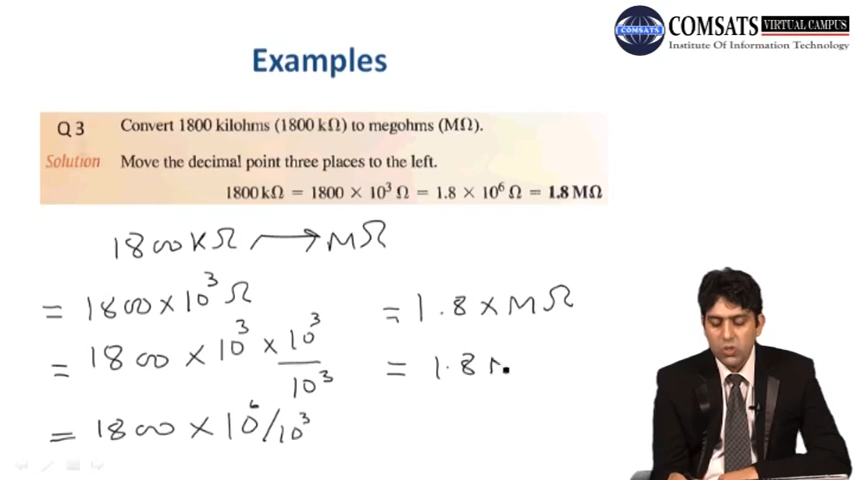 COMSATS VIRTUAL CAMPUS
COMSATS
Institute Of Information Technology
Examples
Q 3 Convert 1800 kilohms (1800 kΩ) to megohms (MΩ).
Solution Move the decimal point three places to the left.
1800 kΩ = 1800 × 10³ Ω = 1.8 × 10⁶ Ω = 1.8 MΩ
1800KΩ → MΩ
= 1800 × 10³ Ω
= 1800 × 10³ × 10³/10³
= 1800 × 10⁶/10³
= 1.8 × MΩ
= 1.8